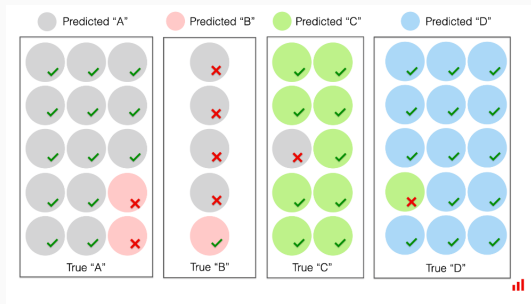 Predicted “A” Predicted “B” Predicted “C” Predicted “D”
True “A” True “B” True “C” True “D”